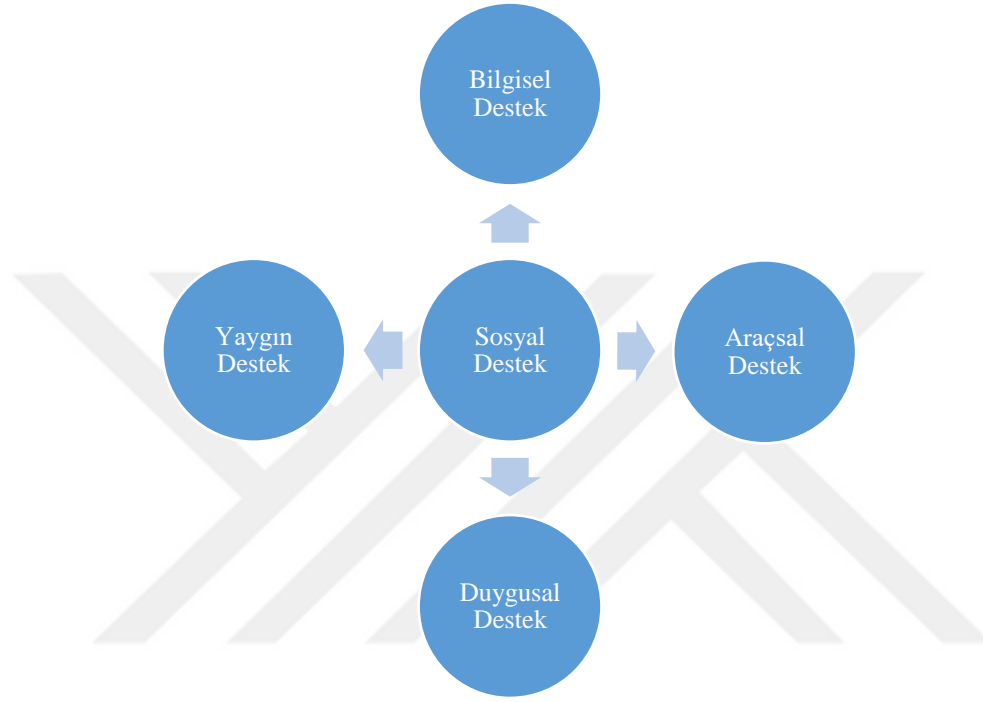 Bilgisel
Destek
Yaygın
Destek
Sosyal
Destek
Araçsal
Destek
Duygusal
Destek